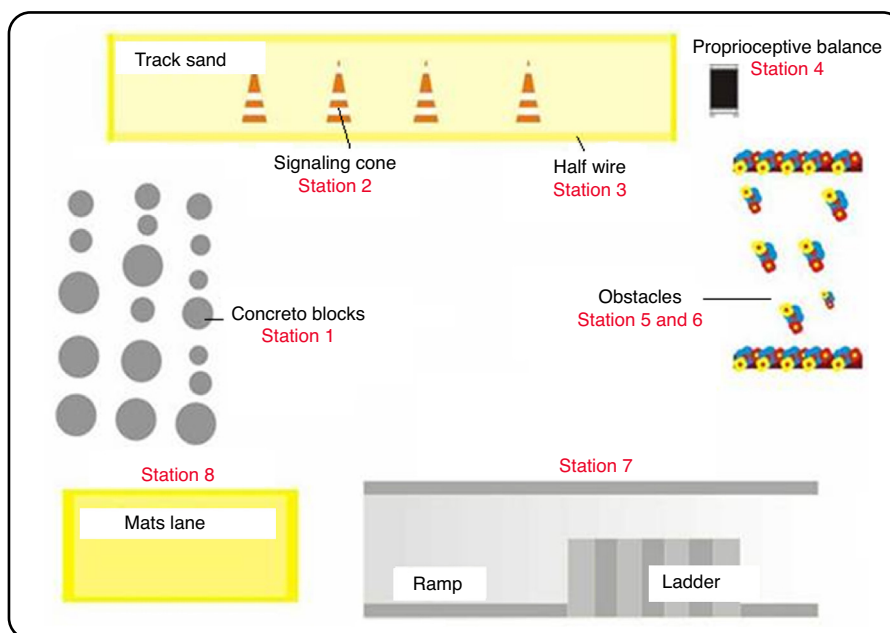 Track sand
Proprioceptive balance
Station 4
Signaling cone
Station 2
Half wire
Station 3
Concreto blocks
Station 1
Obstacles
Station 5 and 6
Station 8
Mats lane
Station 7
Ramp
Ladder